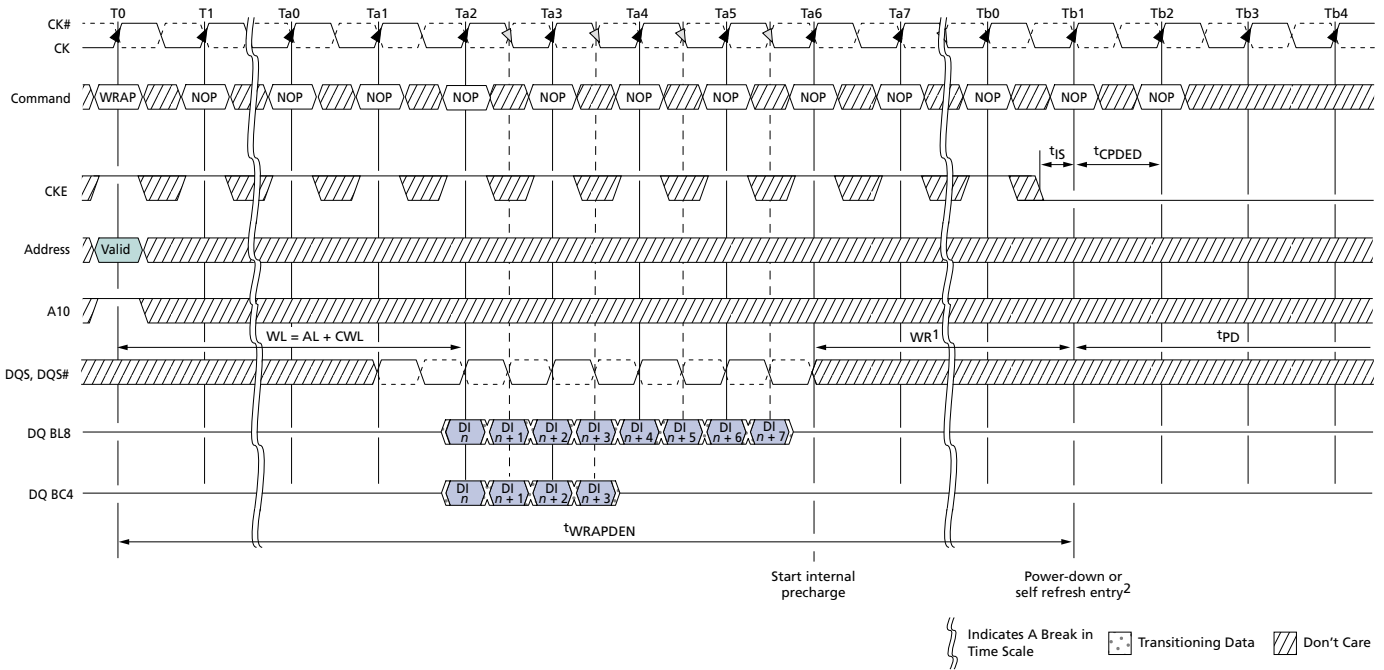 T0 T1 Ta0 Ta1 Ta2 Ta3 Ta4 Ta5 Ta6 Ta7 Tb0 Tb1 Tb2 Tb3 Tb4
CK#
CK
Command WRAP NOP NOP NOP NOP NOP NOP NOP NOP NOP NOP NOP NOP
tIS tCPDED
CKE
Address Valid
A10
WL = AL + CWL WR1 tPD
DQS, DQS#
DQ BL8 DI n DI n + 1 DI n + 2 DI n + 3 DI n + 4 DI n + 5 DI n + 6 DI n + 7
DQ BC4 DI n DI n + 1 DI n + 2 DI n + 3
tWRAPDEN
Start internal
precharge
Power-down or
self refresh entry2
Indicates A Break in
Time Scale
Transitioning Data
Don't Care